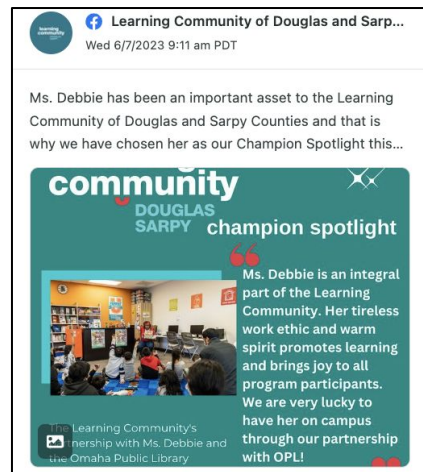 learning
community
Learning Community of Douglas and Sarp...
Wed 6/7/2023 9:11 am PDT
Ms. Debbie has been an important asset to the Learning
Community of Douglas and Sarpy Counties and that is
why we have chosen her as our Champion Spotlight this...
community
DOUGLAS
SARPY
champion spotlight
Ms. Debbie is an integral
part of the Learning
Community. Her tireless
work ethic and warm
spirit promotes learning
and brings joy to all
program participants.
We are very lucky to
have her on campus
through our partnership
with OPL!
The Learning Community's
rtnership with Ms. Debbie and
the Omaha Public Library